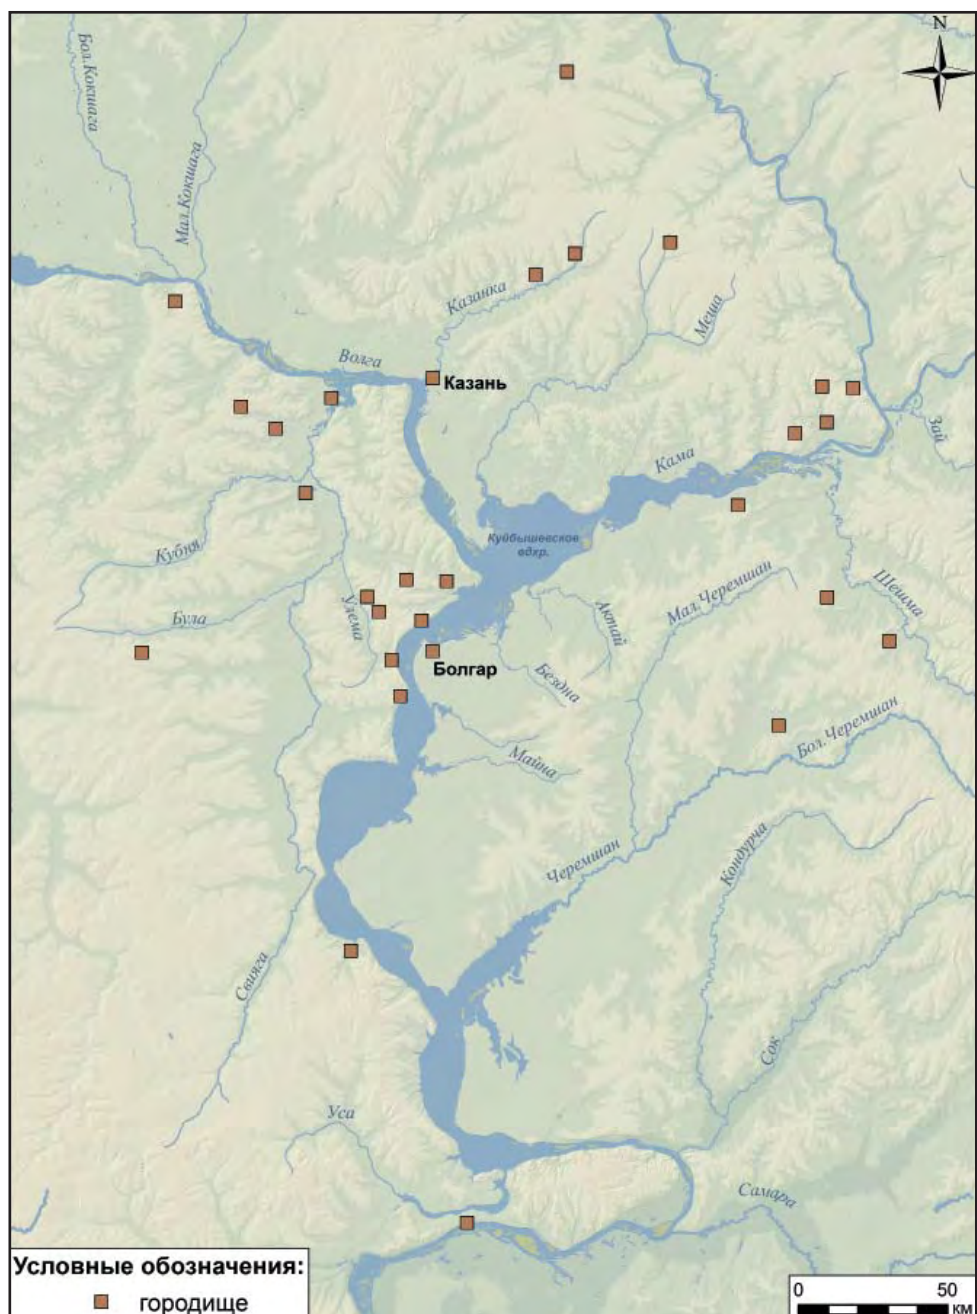 N
Бол.Кокшага
Мал.Кокшага
Казанка
Меша
Волга
Казань
Зай
Кама
Куйбышевское
вдхр.
Кубня
Мал.Черемшан
Шешма
Актай
Улема
Була
Болгар
Бездна
Бол.Черемшан
Майна
Кондурча
Черемшан
Свияга
Сок
Уса
Самара
Условные обозначения:
городище
0 50
км